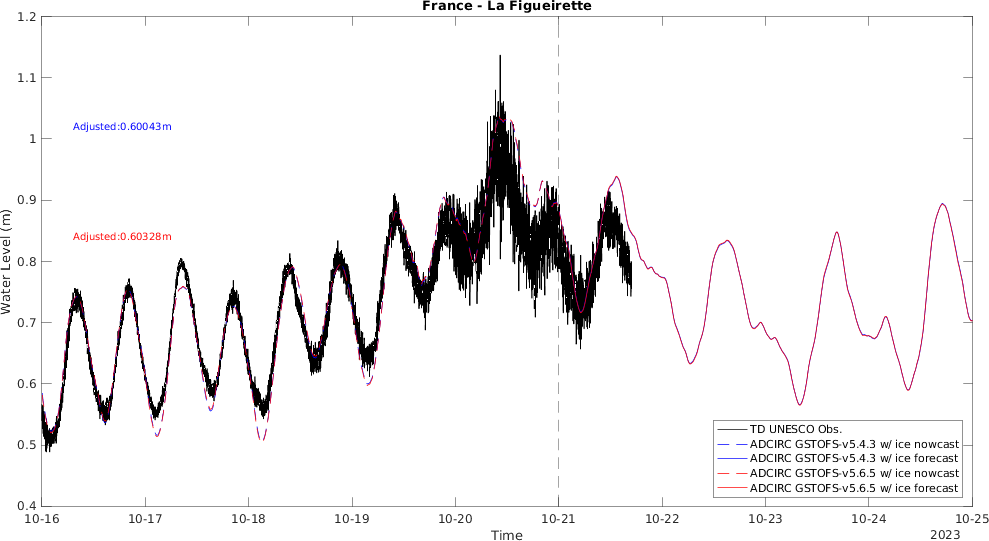 France - La Figueirette
1.2
1.1
1
0.9
0.8
0.7
0.6
0.5
0.4
Water Level (m)
Adjusted:0.60043m
Adjusted:0.60328m
TD UNESCO Obs.
ADCIRC GSTOFS-v5.4.3 w/ ice nowcast
ADCIRC GSTOFS-v5.4.3 w/ ice forecast
ADCIRC GSTOFS-v5.6.5 w/ ice nowcast
ADCIRC GSTOFS-v5.6.5 w/ ice forecast
10-16 10-17 10-18 10-19 10-20 10-21 10-22 10-23 10-24 10-25
Time
2023